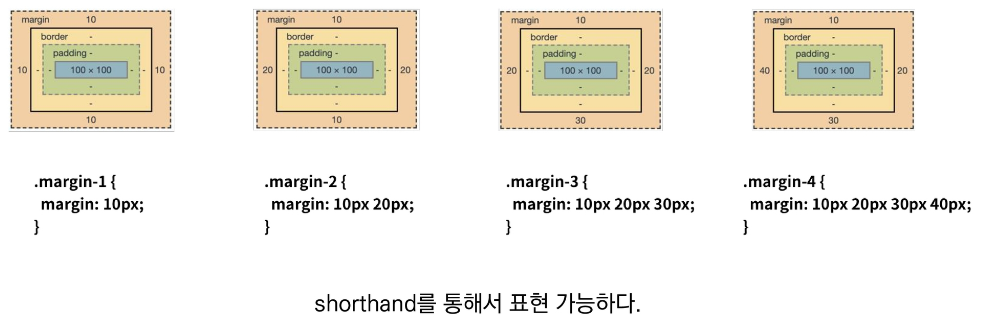 margin 10
border -
padding -
10 - - 100 × 100 - - 10
-
-
10
margin 10
border -
padding -
20 - - 100 × 100 - - 20
-
-
10
margin 10
border -
padding -
20 - - 100 × 100 - - 20
-
-
30
margin 10
border -
padding -
40 - - 100 × 100 - - 20
-
-
30
.margin-1 {
margin: 10px;
}
.margin-2 {
margin: 10px 20px;
}
.margin-3 {
margin: 10px 20px 30px;
}
.margin-4 {
margin: 10px 20px 30px 40px;
}
shorthand를 통해서 표현 가능하다.